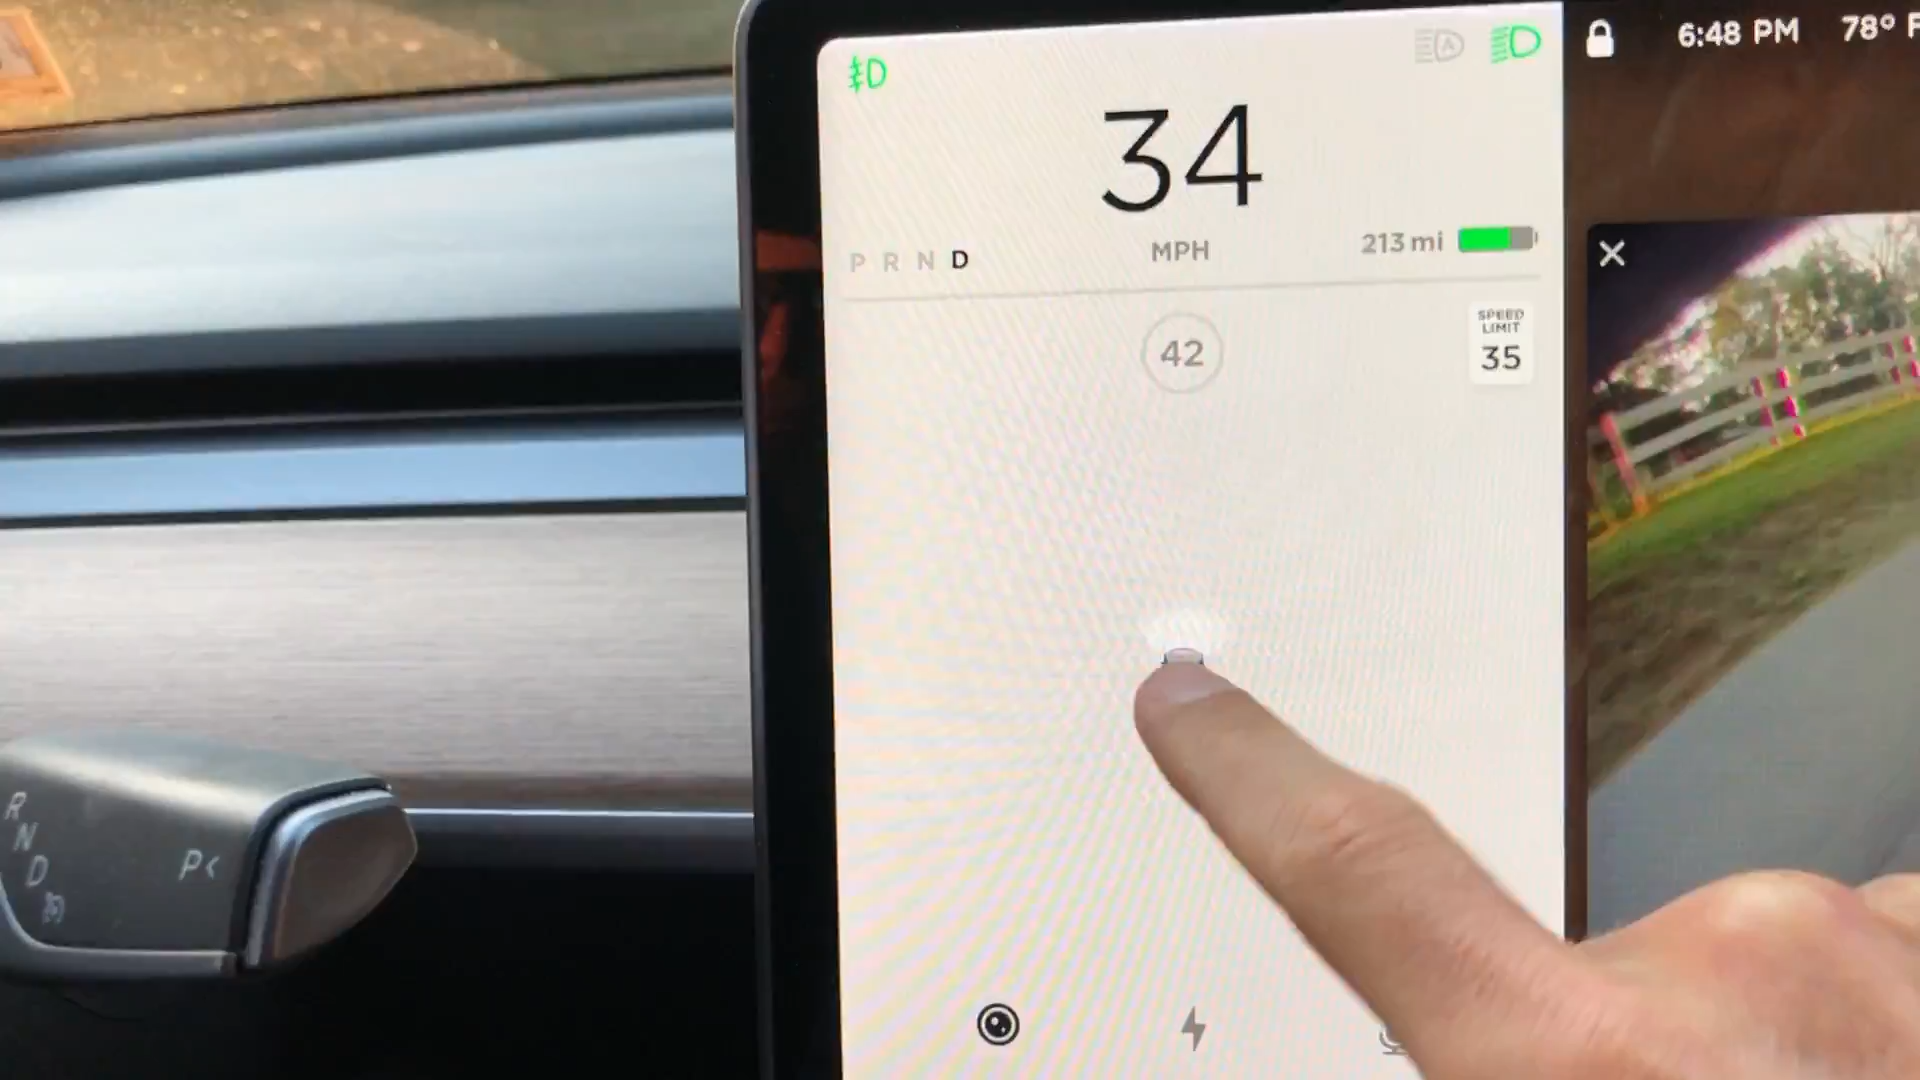 6:48 PM 78° F
34
MPH
P R N D
213 mi
42
SPEED
LIMIT
35
R
N
D
P<